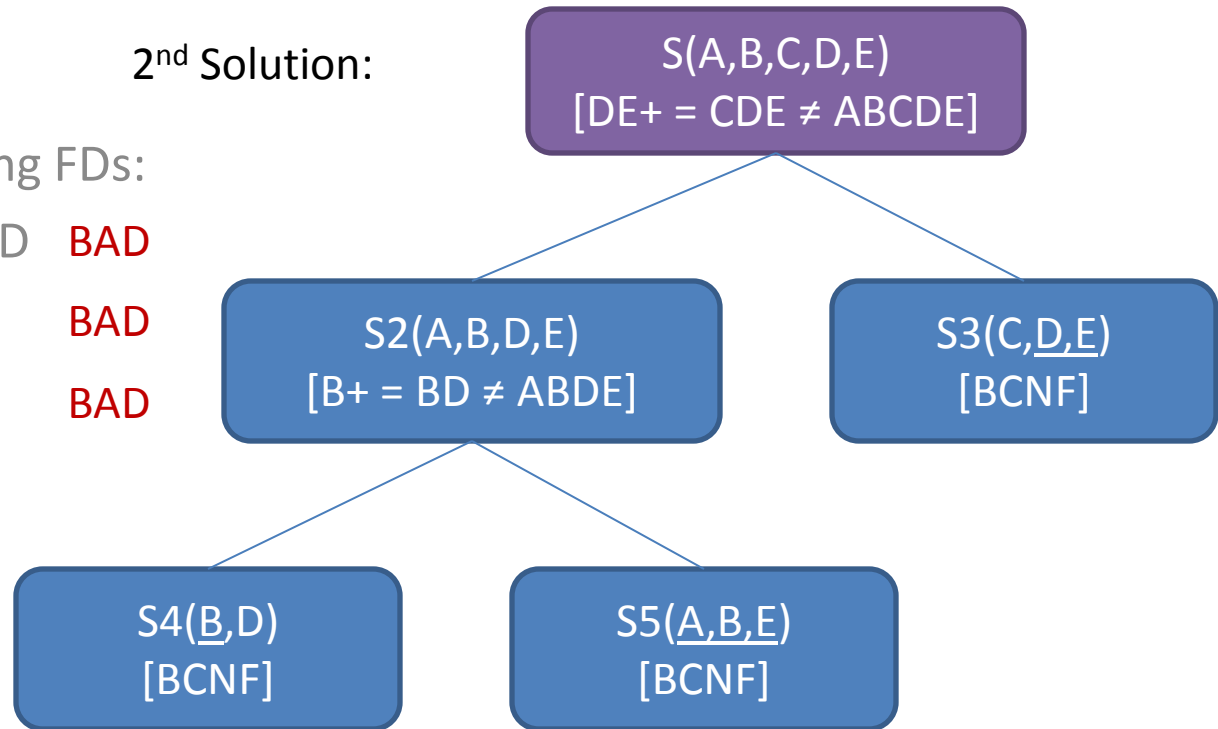 2nd Solution:
S(A,B,C,D,E)
[DE+ = CDE ≠ ABCDE]
ng FDs:
D BAD
BAD
BAD
S2(A,B,D,E)
[B+ = BD ≠ ABDE]
S3(C,D,E)
[BCNF]
S4(B,D)
[BCNF]
S5(A,B,E)
[BCNF]